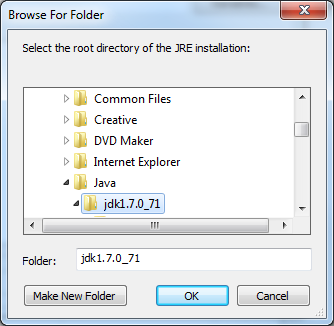 Browse For Folder
Select the root directory of the JRE installation:
Common Files
Creative
DVD Maker
Internet Explorer
Java
jdk1.7.0_71
Folder: jdk1.7.0_71
Make New Folder OK Cancel